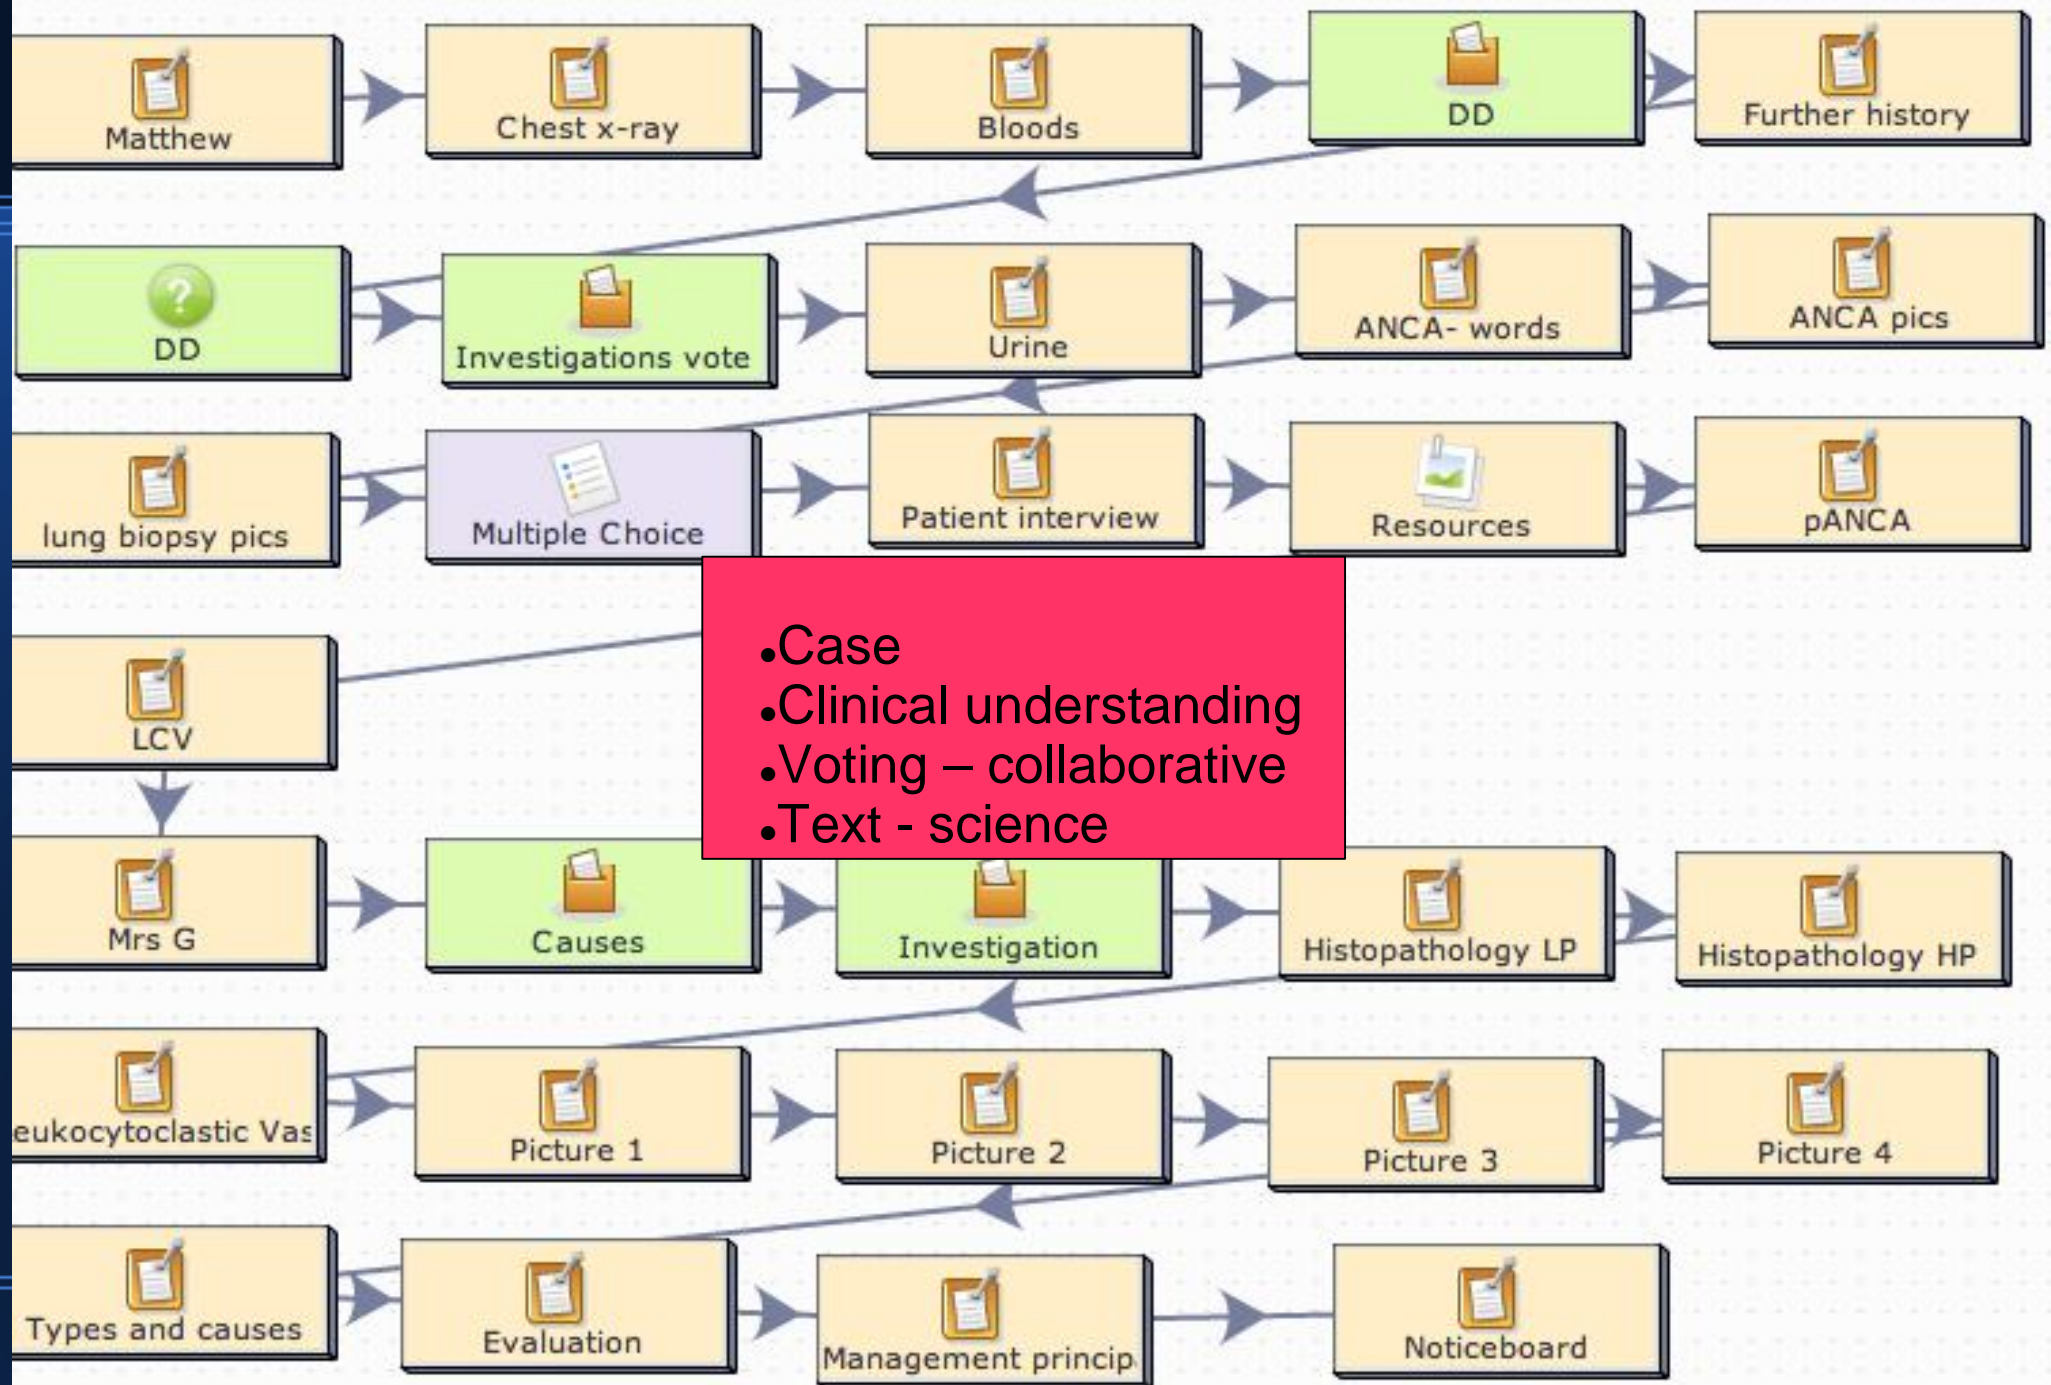 Matthew
Chest x-ray
Bloods
DD
Further history
DD
Investigations vote
Urine
ANCA- words
ANCA pics
lung biopsy pics
Multiple Choice
Patient interview
Resources
pANCA
LCV
•Case
•Clinical understanding
•Voting – collaborative
•Text - science
Mrs G
Causes
Investigation
Histopathology LP
Histopathology HP
eukocytoclastic Vas
Picture 1
Picture 2
Picture 3
Picture 4
Types and causes
Evaluation
Management princip
Noticeboard